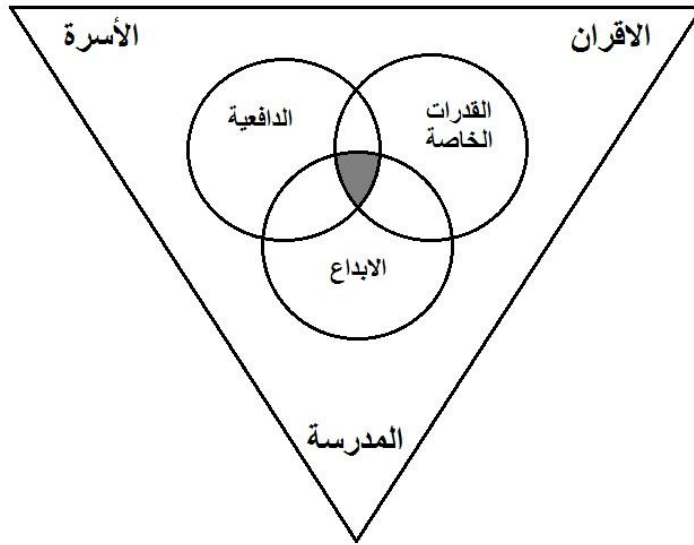 الاقران
الأسرة
القدرات
الخاصة
الدافعية
الابداع
المدرسة